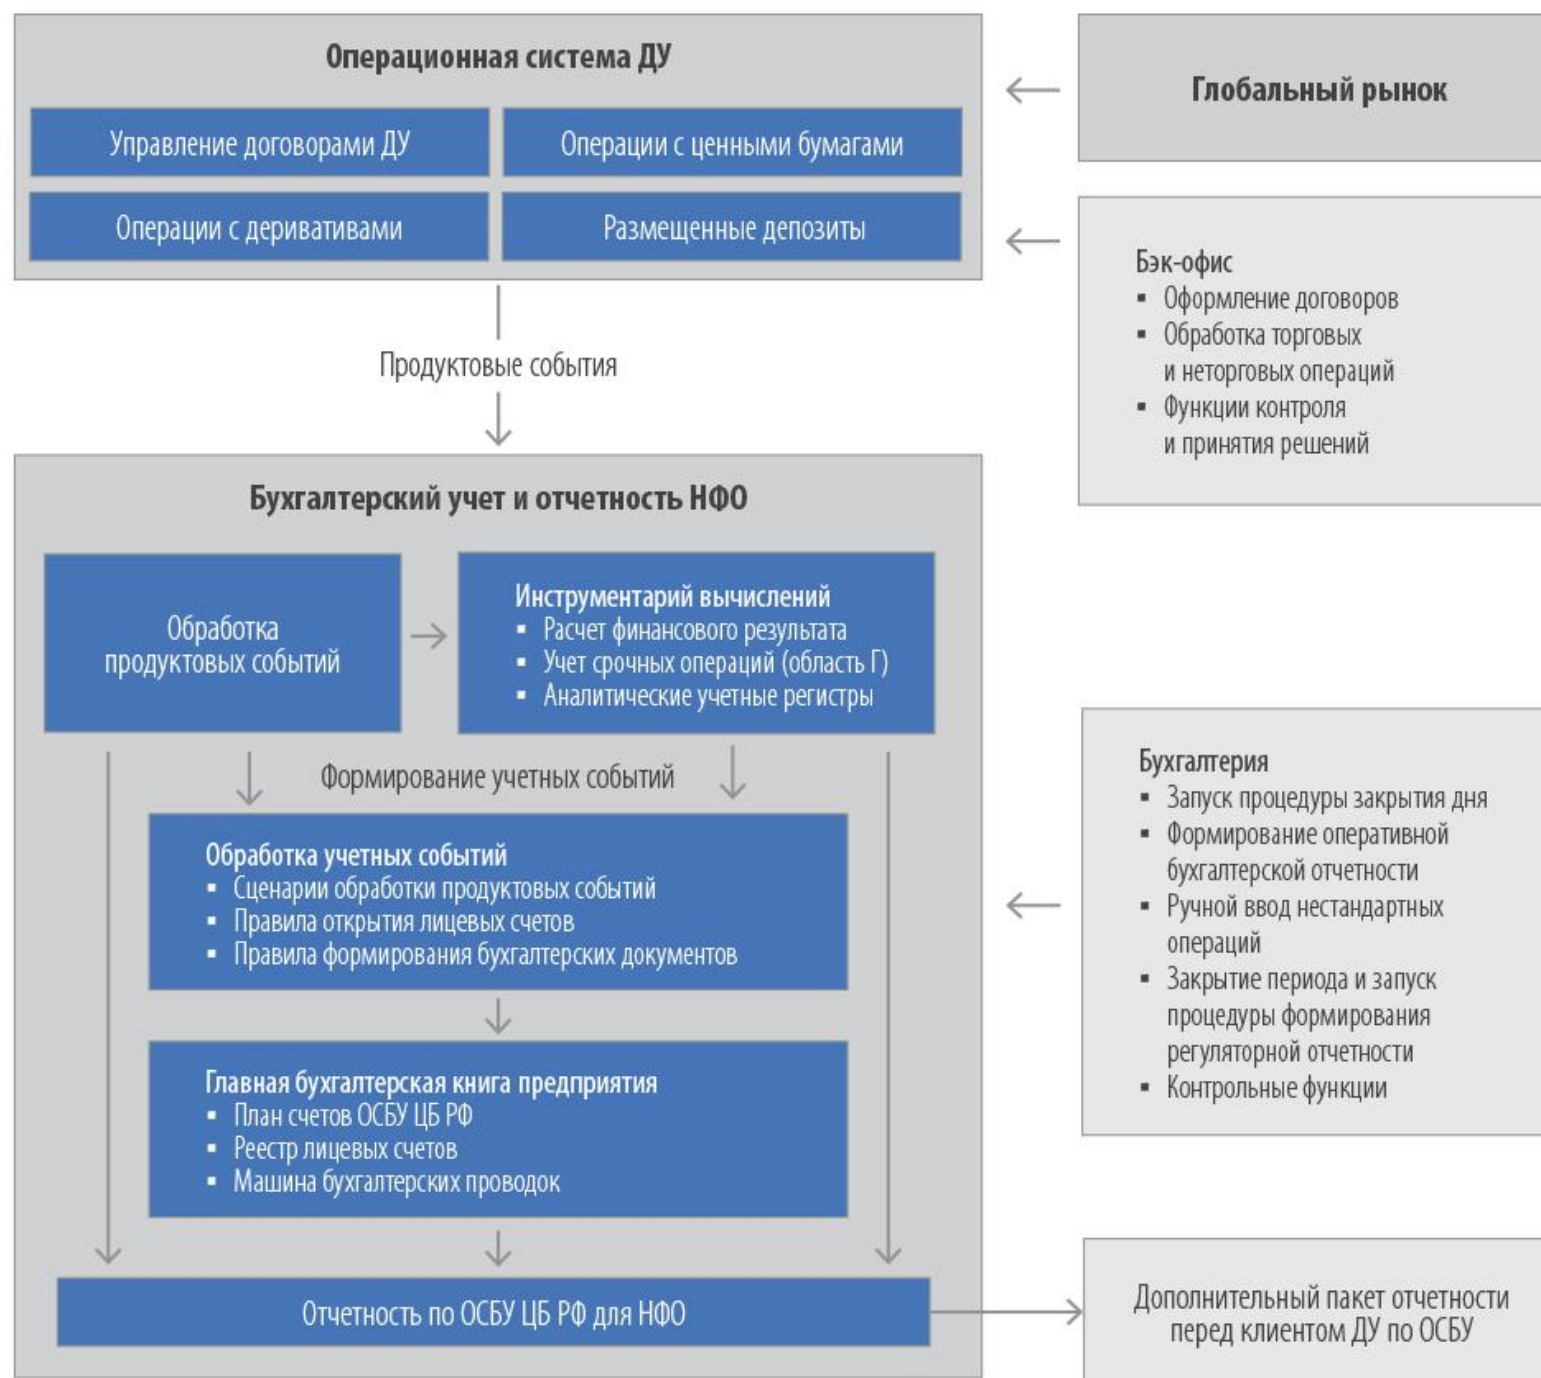 Операционная система ДУ
Управление договорами ДУ
Операции с ценными бумагами
Операции с деривативами
Размещенные депозиты
Глобальный рынок
Бэк-офис
▪ Оформление договоров
▪ Обработка торговых
и неторговых операций
▪ Функции контроля
и принятия решений
Продуктовые события
Бухгалтерский учет и отчетность НФО
Обработка
продуктовых событий
Инструментарий вычислений
▪ Расчет финансового результата
▪ Учет срочных операций (область Г)
▪ Аналитические учетные регистры
Формирование учетных событий
Обработка учетных событий
▪ Сценарии обработки продуктовых событий
▪ Правила открытия лицевых счетов
▪ Правила формирования бухгалтерских документов
Главная бухгалтерская книга предприятия
▪ План счетов ОСБУ ЦБ РФ
▪ Реестр лицевых счетов
▪ Машина бухгалтерских проводок
Отчетность по ОСБУ ЦБ РФ для НФО
Бухгалтерия
▪ Запуск процедуры закрытия дня
▪ Формирование оперативной
бухгалтерской отчетности
▪ Ручной ввод нестандартных
операций
▪ Закрытие периода и запуск
процедуры формирования
регуляторной отчетности
▪ Контрольные функции
Дополнительный пакет отчетности
перед клиентом ДУ по ОСБУ